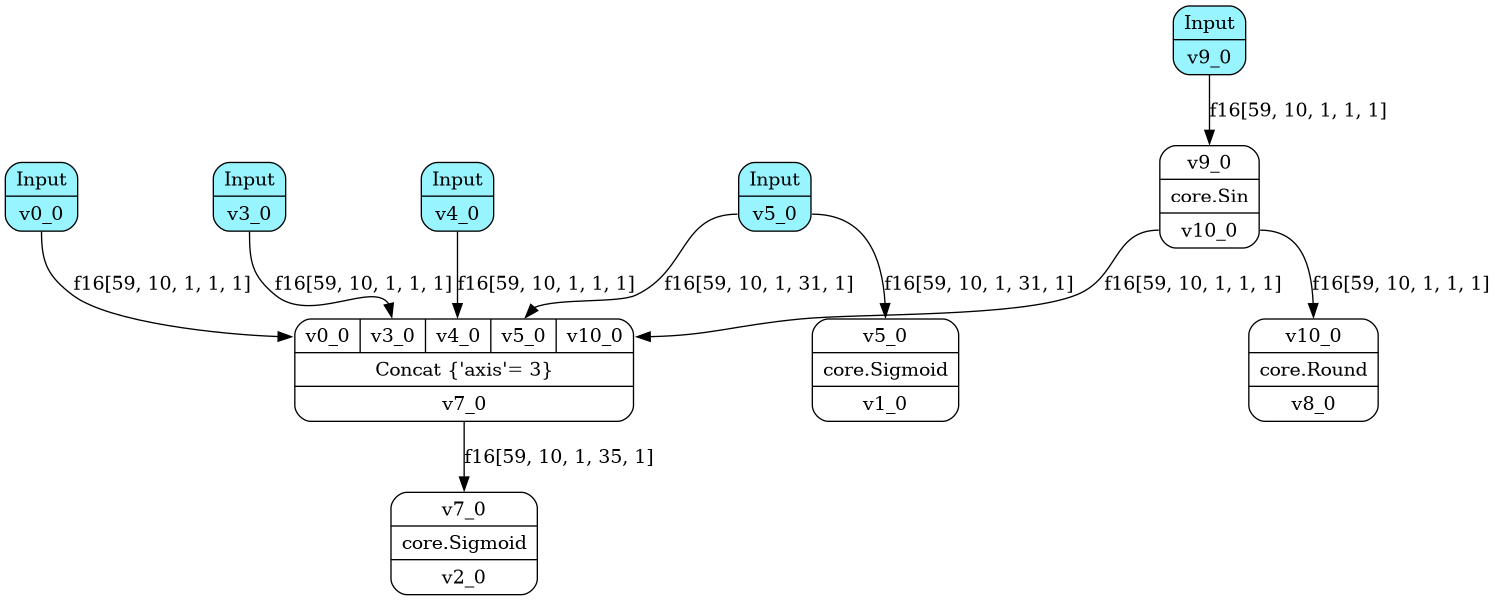 Input
v9_0
f16[59, 10, 1, 1, 1]
Input
v0_0
Input
v3_0
Input
v4_0
Input
v5_0
v9_0
core.Sin
v10_0
f16[59, 10, 1, 1, 1]
f16[59, 10, 1, 1, 1]
f16[59, 10, 1, 1, 1]
f16[59, 10, 1, 31, 1]
f16[59, 10, 1, 31, 1]
f16[59, 10, 1, 1, 1]
f16[59, 10, 1, 1, 1]
v0_0 v3_0 v4_0 v5_0 v10_0
Concat {'axis'= 3}
v7_0
v5_0
core.Sigmoid
v1_0
v10_0
core.Round
v8_0
f16[59, 10, 1, 35, 1]
v7_0
core.Sigmoid
v2_0